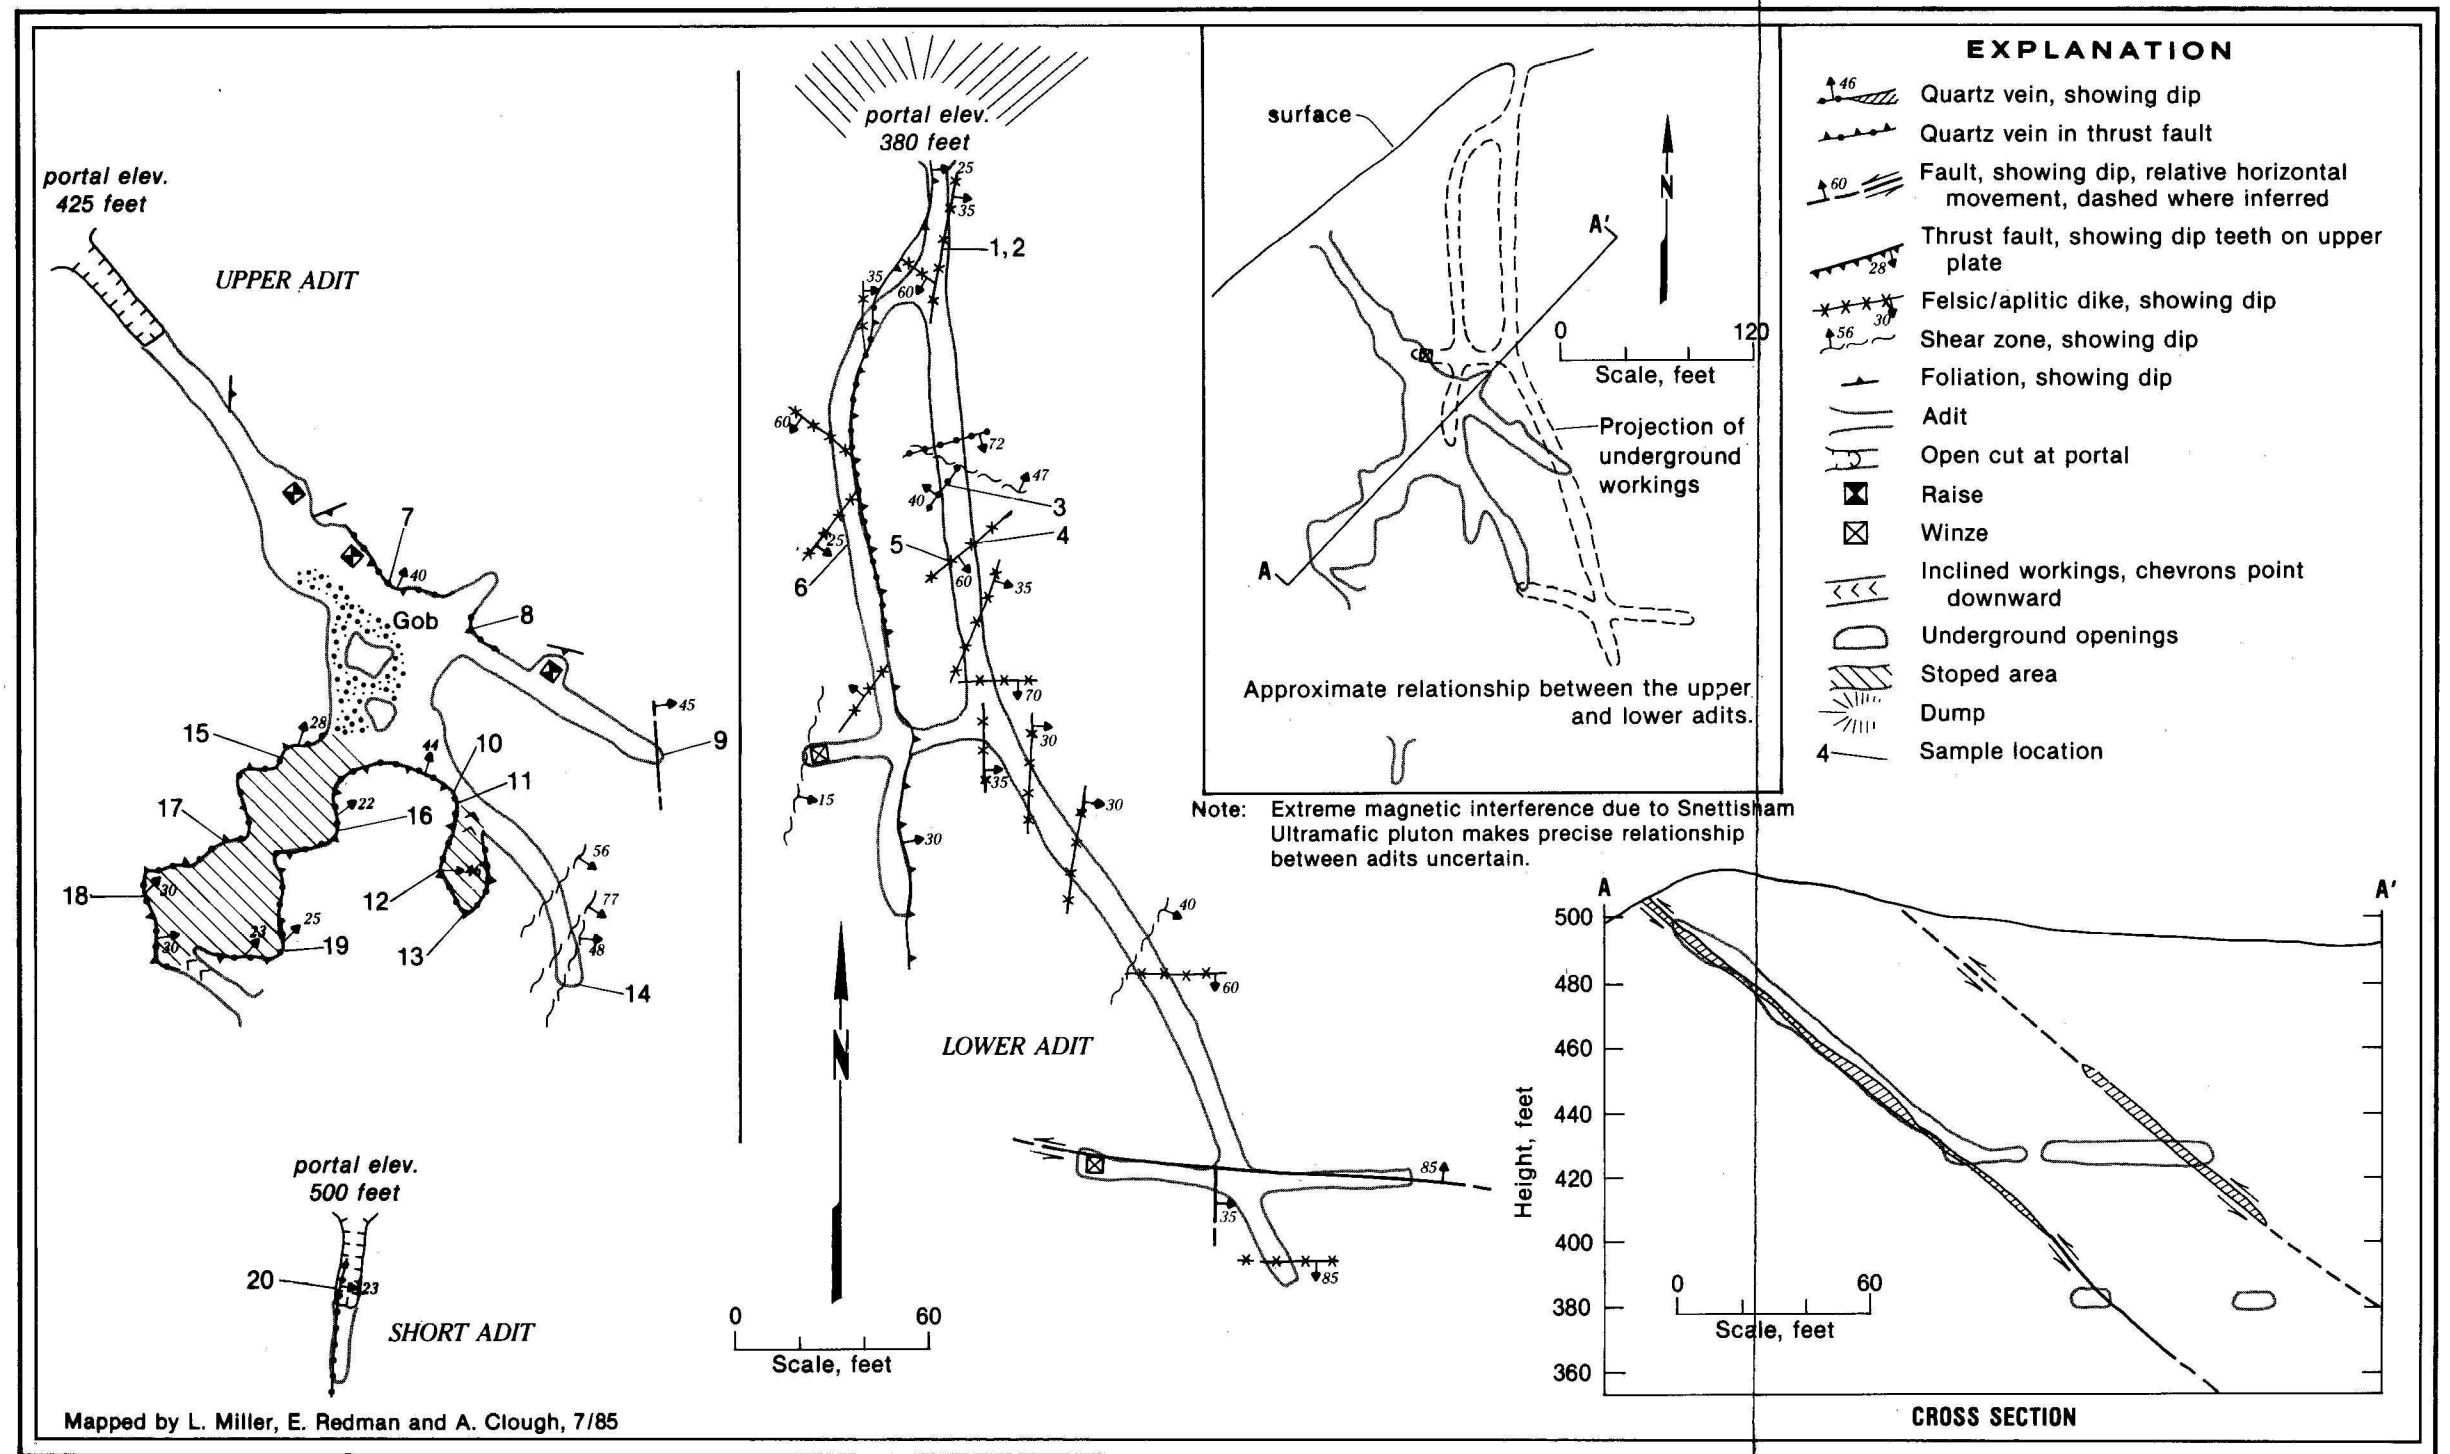 portal elev.
425 feet
UPPER ADIT
7
40
Gob
8
45
9
28
15
44
10
11
22
16
17
30
18
12
46
13
56
77
48
14
30
23
25
19
portal elev.
500 feet
20
23
SHORT ADIT
Mapped by L. Miller, E. Redman and A. Clough, 7/85
portal elev.
380 feet
25
35
1,2
35
60
60
72
47
40
3
4
5
25
60
6
35
70
30
35
15
30
30
40
60
N
LOWER ADIT
85
35
85
0 60
Scale, feet
surface
N
A'
0 120
Scale, feet
Projection of
underground
workings
A
Approximate relationship between the upper
and lower adits.
Note: Extreme magnetic interference due to Snettisham
Ultramafic pluton makes precise relationship
between adits uncertain.
EXPLANATION
46
Quartz vein, showing dip
Quartz vein in thrust fault
60
Fault, showing dip, relative horizontal
movement, dashed where inferred
Thrust fault, showing dip teeth on upper
plate
28
Felsic/aplitic dike, showing dip
30
56
Shear zone, showing dip
Foliation, showing dip
Adit
Open cut at portal
Raise
Winze
Inclined workings, chevrons point
downward
Underground openings
Stoped area
Dump
4 Sample location
A A'
500
480
460
440
420
400
380
360
Height, feet
0 60
Scale, feet
CROSS SECTION